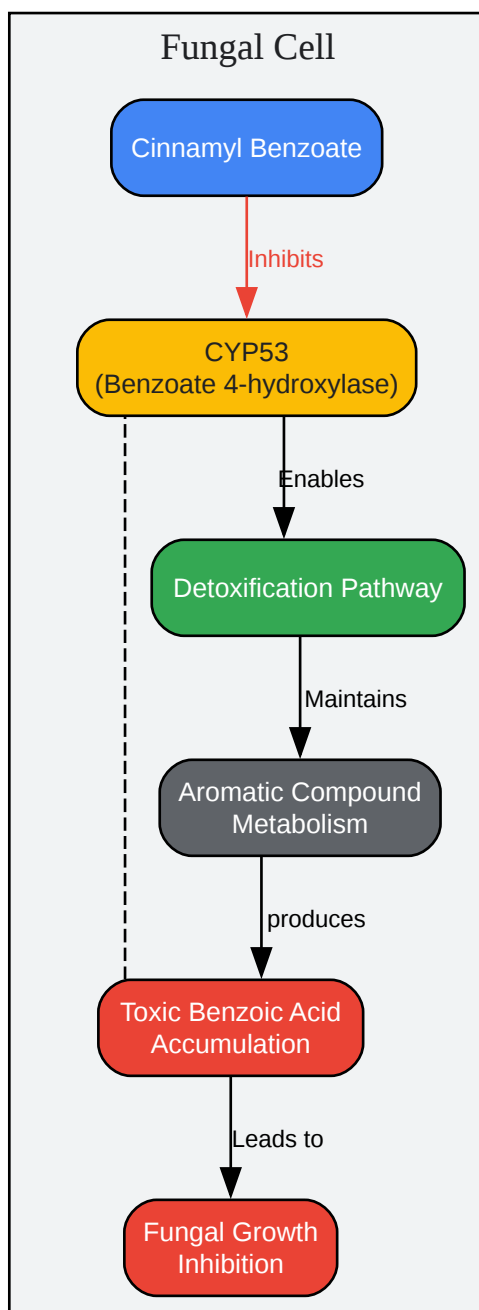 Fungal Cell
Cinnamyl Benzoate
Inhibits
CYP53
(Benzoate 4-hydroxylase)
Enables
Detoxification Pathway
Maintains
Aromatic Compound
Metabolism
produces
Toxic Benzoic Acid
Accumulation
Leads to
Fungal Growth
Inhibition